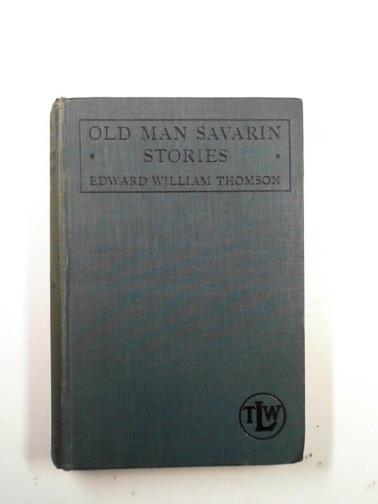 OLD MAN SAVARIN
· STORIES ·
EDWARD WILLIAM THOMSON
TLW